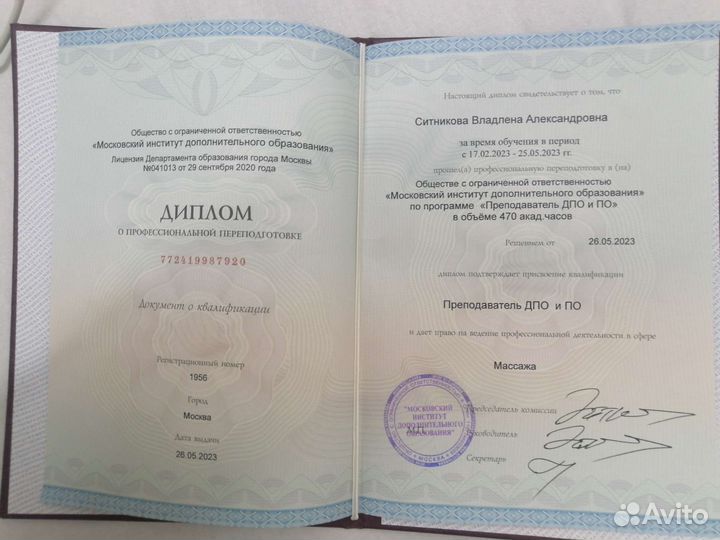 Общество с ограниченной ответственностью
«Московский институт дополнительного образования»
Лицензия Департамента образования города Москвы
№041013 от 29 сентября 2020 года
ДИПЛОМ
О ПРОФЕССИОНАЛЬНОЙ ПЕРЕПОДГОТОВКЕ
772419987920
Документ о квалификации
Регистрационный номер
1956
Город
Москва
Дата выдачи
26.05.2023
Настоящий диплом свидетельствует о том, что
Ситникова Владлена Александровна
за время обучения в период
с 17.02.2023 - 25.05.2023 гг.
прошел(а) профессиональную переподготовку в (на)
Обществе с ограниченной ответственностью
«Московский институт дополнительного образования»
по программе «Преподаватель ДПО и ПО»
в объёме 470 акад.часов
Решением от 26.05.2023
диплом подтверждает присвоение квалификации
Преподаватель ДПО и ПО
и дает право на ведение профессиональной деятельности в сфере
Массажа
Председатель комиссии
"МОСКОВСКИЙ
ИНСТИТУТ
ДОПОЛНИТЕЛЬНОГО
ОБРАЗОВАНИЯ"
М.П.
МОСКВА
Руководитель
Секретарь
Avito